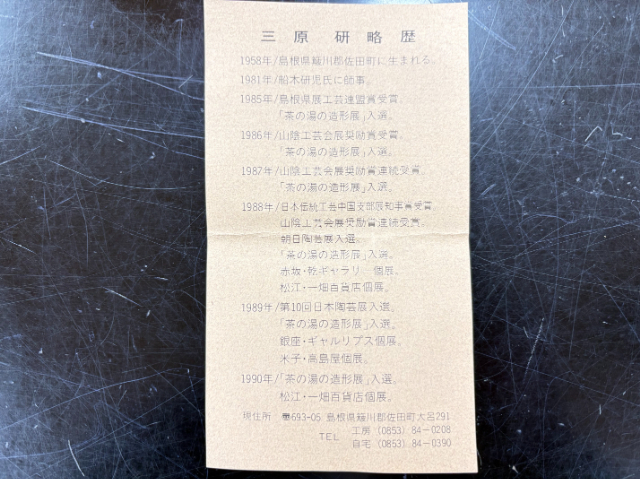 三原研略歴
1958年/島根県簸川郡佐田町に生まれる。
1981年/船木研児氏に師事。
1985年/島根県展工芸連盟賞受賞。
「茶の湯の造形展」入選。
1986年/山陰工芸会展奨励賞受賞。
「茶の湯の造形展」入選。
1987年/山陰工芸会展奨励賞連続受賞。
「茶の湯の造形展」入選。
1988年/日本伝統工芸中国支部展知事賞受賞
山陰工芸会展奨励賞連続受賞。
朝日陶芸展入選。
「茶の湯の造形展」入選。
赤坂・乾ギャラリー個展。
松江・一畑百貨店個展。
1989年/第10回日本陶芸展入選。
「茶の湯の造形展」入選。
銀座・ギャルリプス個展。
米子・高島屋個展。
1990年/「茶の湯の造形展」入選。
松江・一畑百貨店個展。
現住所 〠693-05 島根県簸川郡佐田町大呂291
TEL 工房 (0853) 84-0208
自宅 (0853) 84-0390